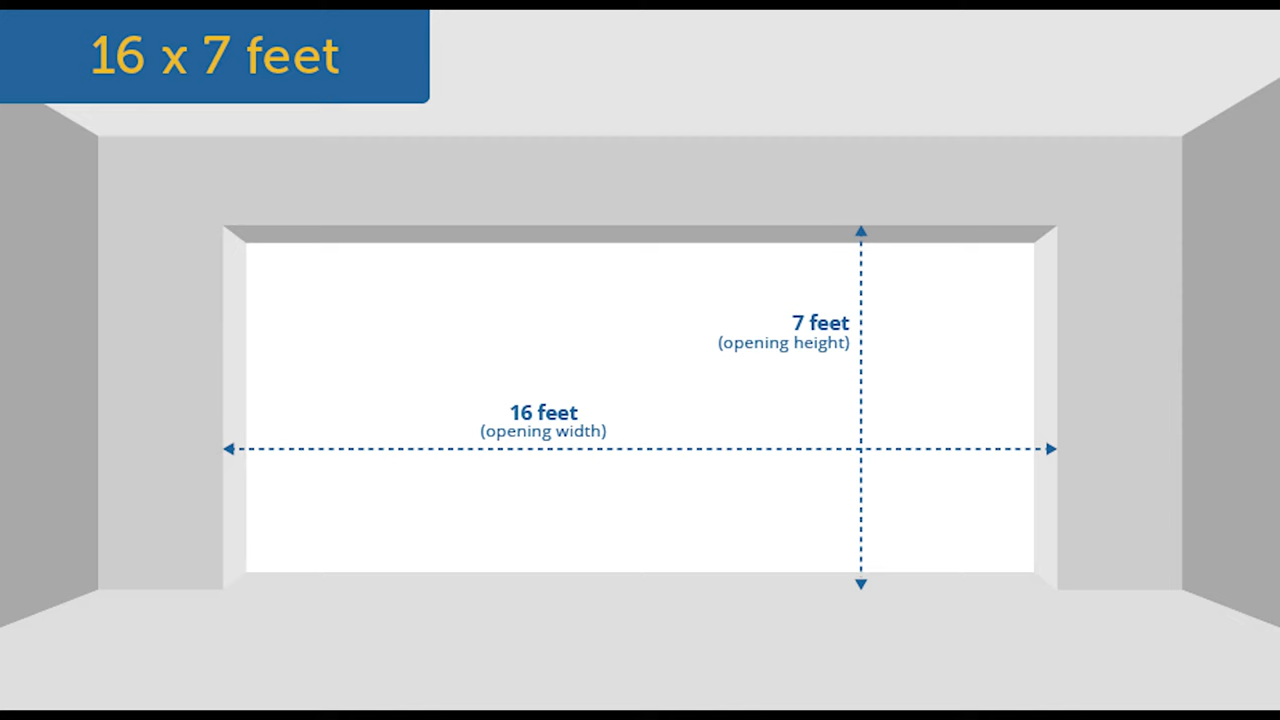 16 x 7 feet
7 feet
(opening height)
16 feet
(opening width)